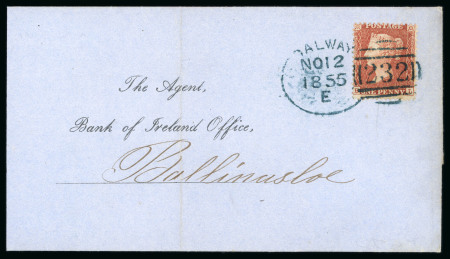 GALWAY
NO 12
1855
E
POSTAGE
232
ONE PENNY
The Agent,
Bank of Ireland Office,
Ballinasloe